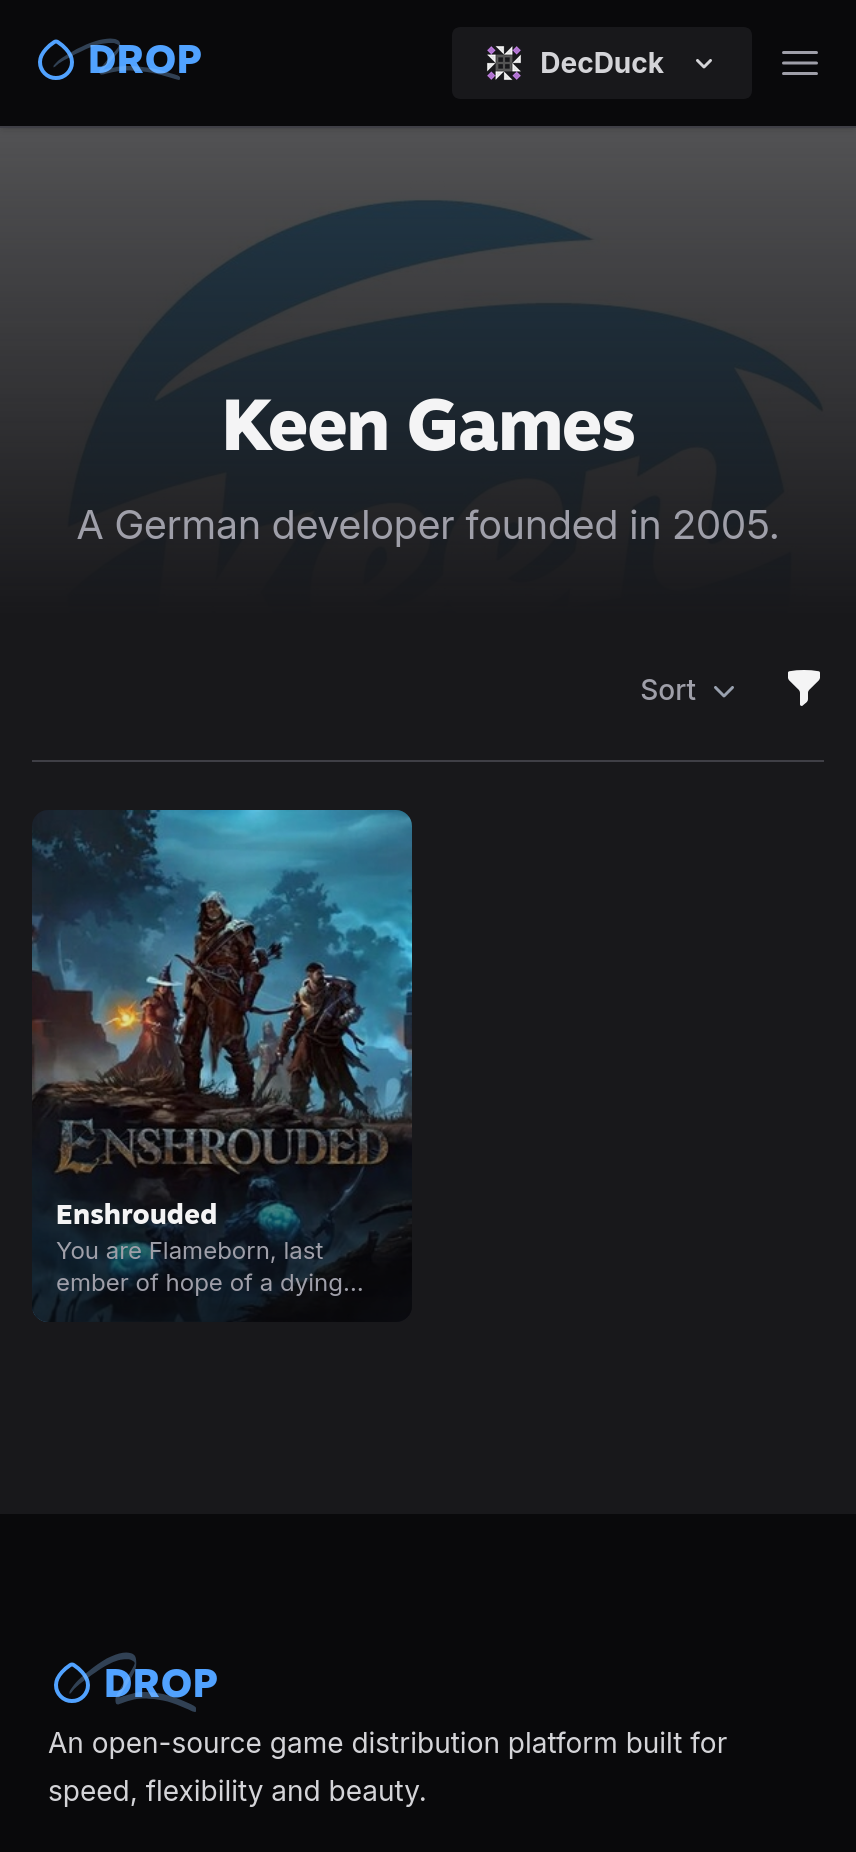 DROP
DecDuck
keen
Keen Games
A German developer founded in 2005.
Sort
ENSHROUDED
Enshrouded
You are Flameborn, last
ember of hope of a dying...
DROP
An open-source game distribution platform built for
speed, flexibility and beauty.